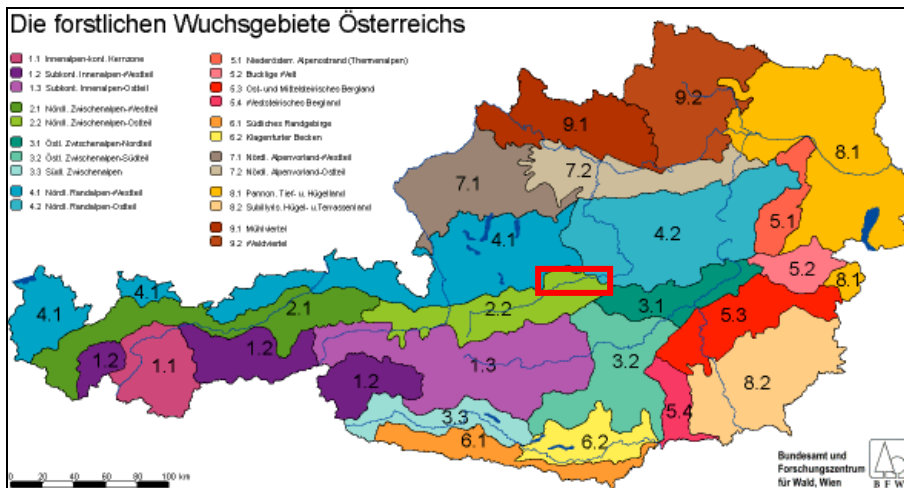 Die forstlichen Wuchsgebiete Österreichs
1.1 Innenalpen-konl. Kernzone
1.2 Subkonl. Innenalpen-Westteil
1.3 Subkonl. Innenalpen-Ostteil
2.1 Nördl. Zwischenalpen-Westteil
2.2 Nördl. Zwischenalpen-Ostteil
3.1 Östl. Zwischenalpen-Nordteil
3.2 Östl. Zwischenalpen-Südteil
3.3 Südl. Zwischenalpen
4.1 Nördl. Randalpen-Westteil
4.2 Nördl. Randalpen-Ostteil
5.1 Niederösterr. Alpenostrand (Thermenalpen)
5.2 Bucklige Welt
5.3 Ost- und Mittelsteirisches Bergland
5.4 Weststeirisches Bergland
6.1 Südliches Randgebirge
6.2 Klagenfurter Becken
7.1 Nördl. Alpenvorland-Westteil
7.2 Nördl. Alpenvorland-Ostteil
8.1 Pannon. Tief- u. Hügelland
8.2 Subillyris. Hügel- u.Terrassenland
9.1 Mühlviertel
9.2 Waldviertel
9.2
9.1
8.1
7.2
7.1
5.1
4.1
4.2
5.2
8.1
4.1
4.1
2.1
2.2
3.1
5.3
1.2
1.1
1.2
1.3
3.2
1.2
8.2
5.4
3.3
6.1
6.2
0 20 40 60 80 100 km
Bundesamt und
Forschungszentrum
für Wald, Wien
B F W